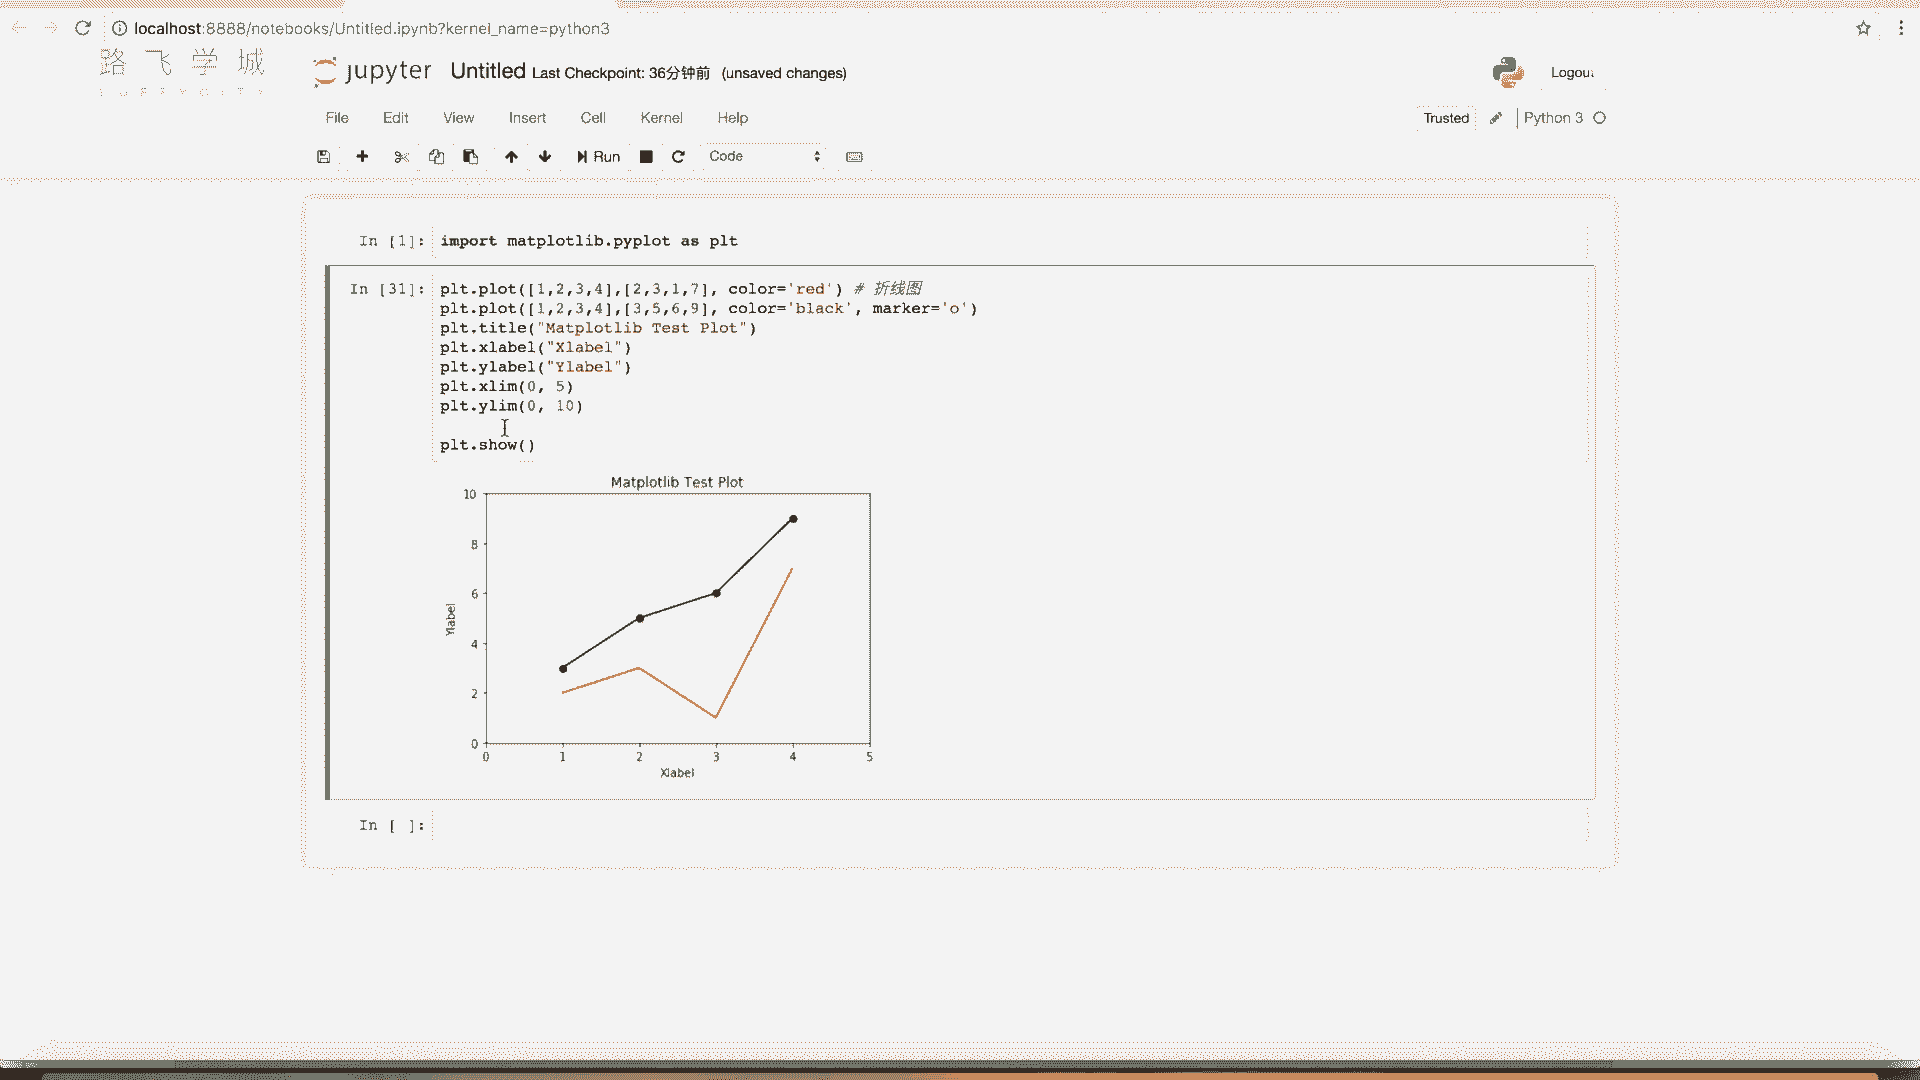 localhost:8888/notebooks/Untitled.ipynb?kernel_name=python3
路飞学城
LUFFYCITY
jupyter Untitled Last Checkpoint: 36分钟前 (unsaved changes)
Logout
File Edit View Insert Cell Kernel Help
Trusted Python 3
Run Code
In [1]: import matplotlib.pyplot as plt
In [31]: plt.plot([1,2,3,4],[2,3,1,7], color='red') # 折线图
plt.plot([1,2,3,4],[3,5,6,9], color='black', marker='o')
plt.title("Matplotlib Test Plot")
plt.xlabel("Xlabel")
plt.ylabel("Ylabel")
plt.xlim(0, 5)
plt.ylim(0, 10)
plt.show()
Matplotlib Test Plot
10
8
6
Ylabel
4
2
0
0 1 2 3 4 5
Xlabel
In [ ]: